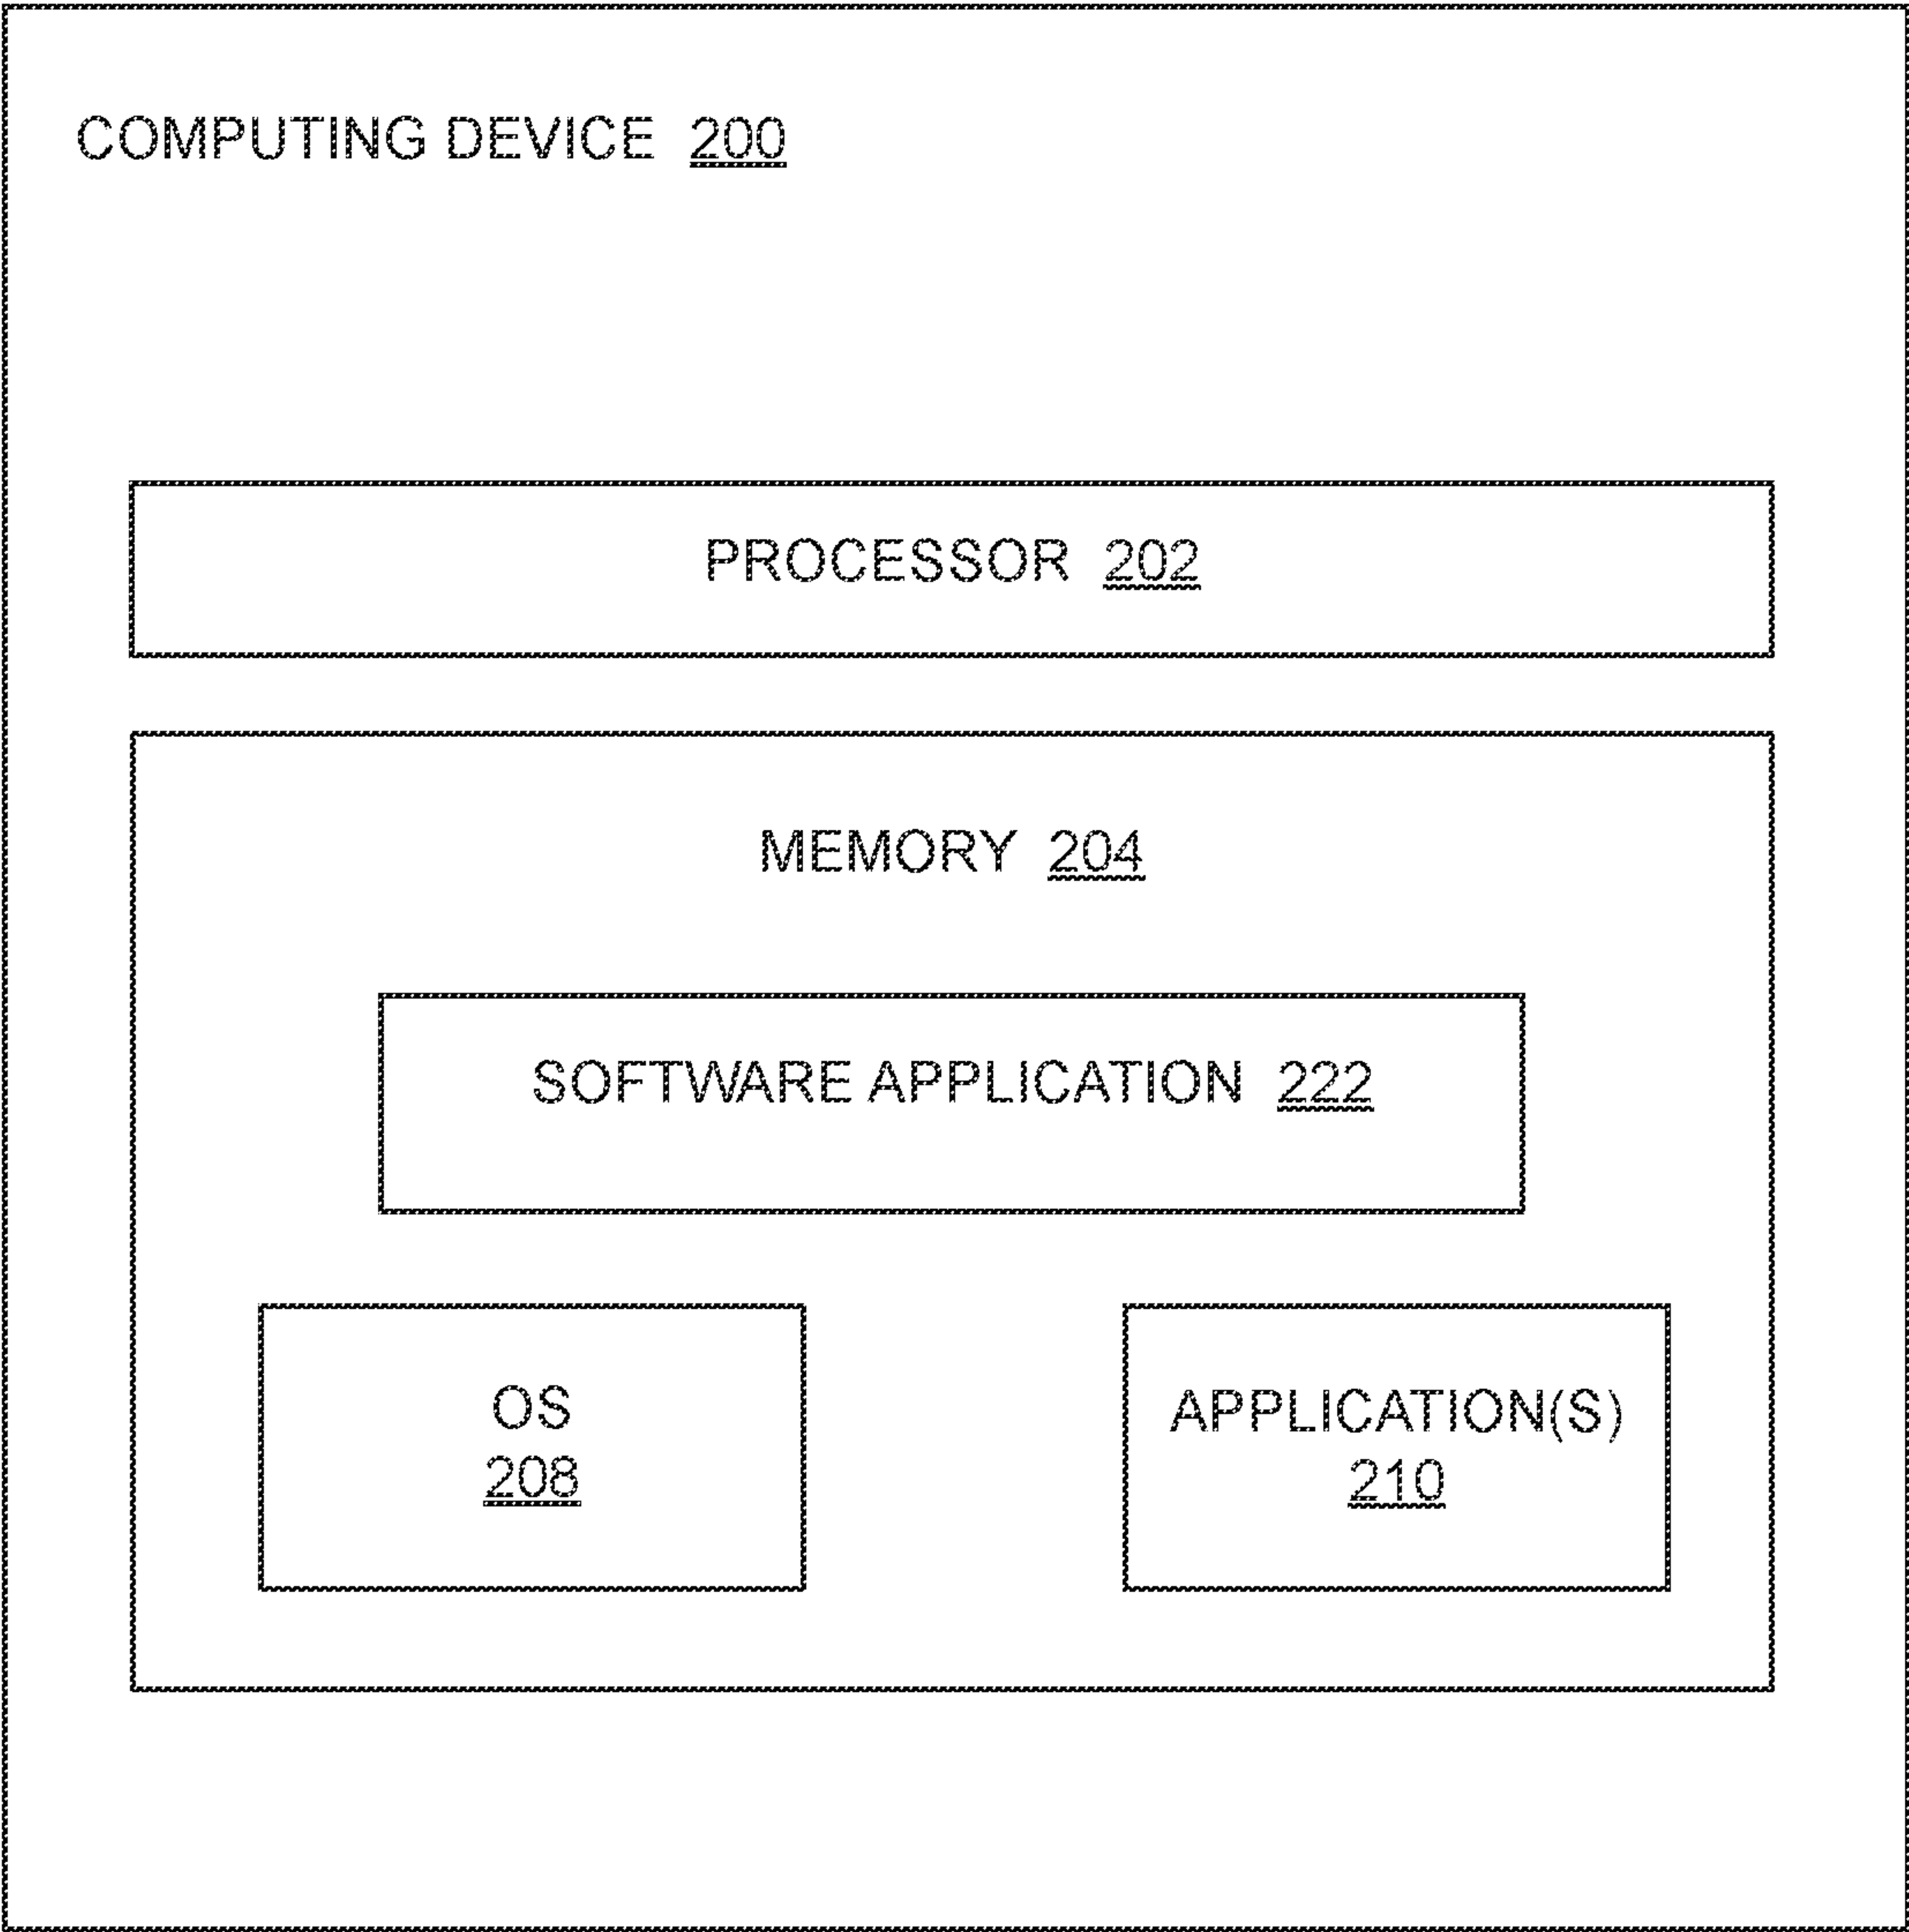 COMPUTING DEVICE 200
PROCESSOR 202
MEMORY 204
SOFTWARE APPLICATION 222
OS
208
APPLICATION(S)
210